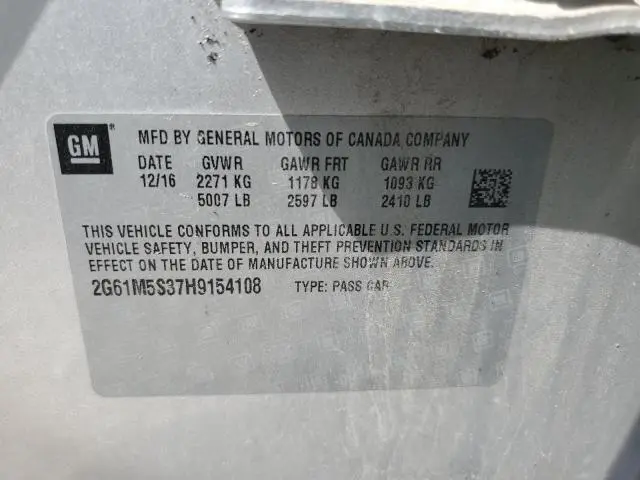 GM ® MFD BY GENERAL MOTORS OF CANADA COMPANY
DATE GVWR GAWR FRT GAWR RR
12/16 2271 KG 1178 KG 1093 KG
5007 LB 2597 LB 2410 LB
THIS VEHICLE CONFORMS TO ALL APPLICABLE U.S. FEDERAL MOTOR
VEHICLE SAFETY, BUMPER, AND THEFT PREVENTION STANDARDS IN
EFFECT ON THE DATE OF MANUFACTURE SHOWN ABOVE.
2G61M5S37H9154108 TYPE: PASS CAR